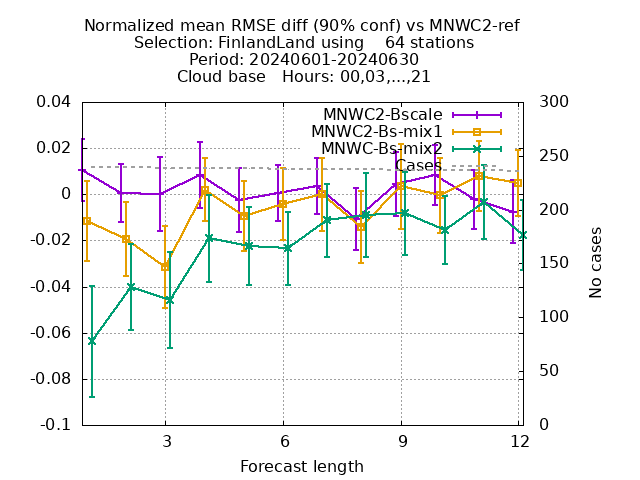 Normalized mean RMSE diff (90% conf) vs MNWC2-ref
Selection: FinlandLand using    64 stations
Period: 20240601-20240630
Cloud base   Hours: 00,03,...,21
MNWC2-Bscale
MNWC2-Bs-mix1
MNWC-Bs-mix2
Cases
0.04
0.02
0
-0.02
-0.04
-0.06
-0.08
-0.1
300
250
200
150
100
50
0
No cases
3
6
9
12
Forecast length